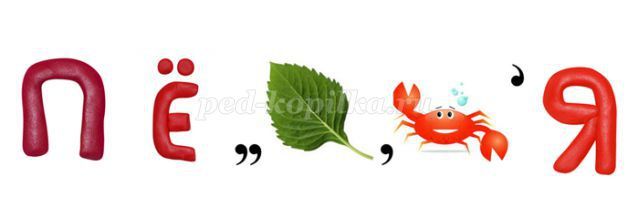 П Ё ,, , ’ Я
ped-kopilka.ru